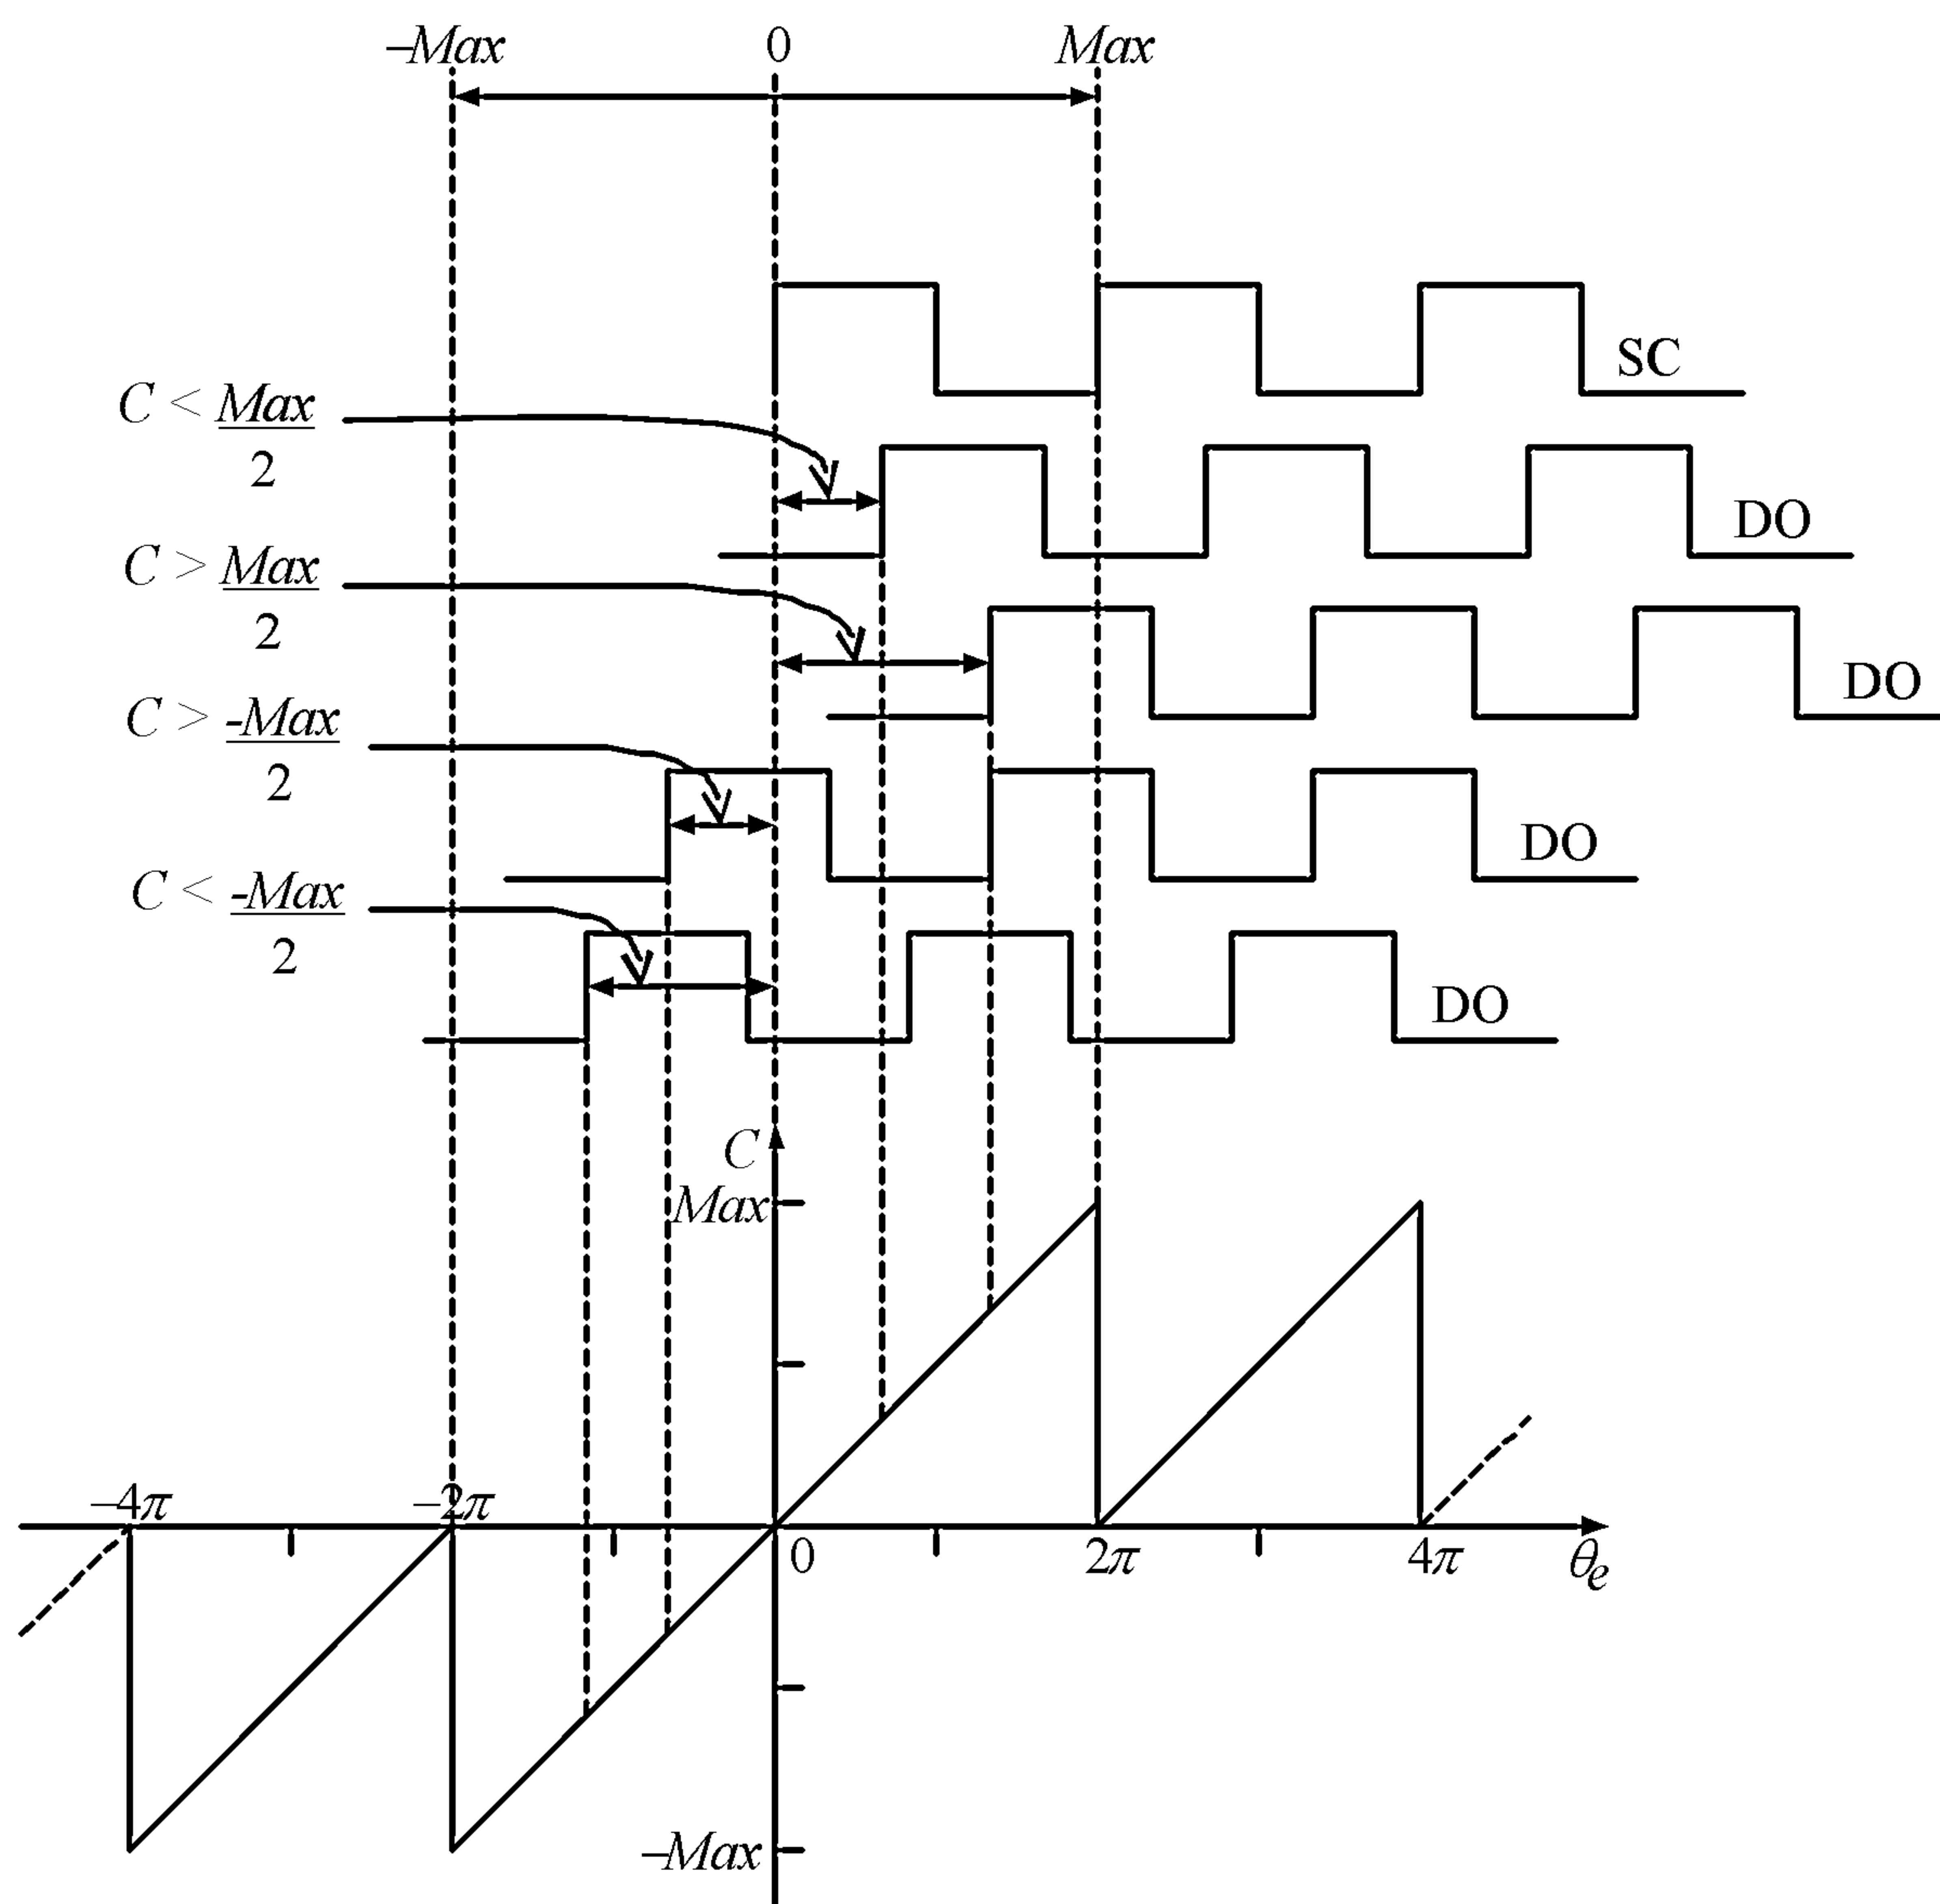 –Max 0 Max
SC
C < Max
2
DO
C > Max
2
DO
C > -Max
2
DO
C < -Max
2
DO
C
Max
–4π –2π
0 2π 4π θe
–Max